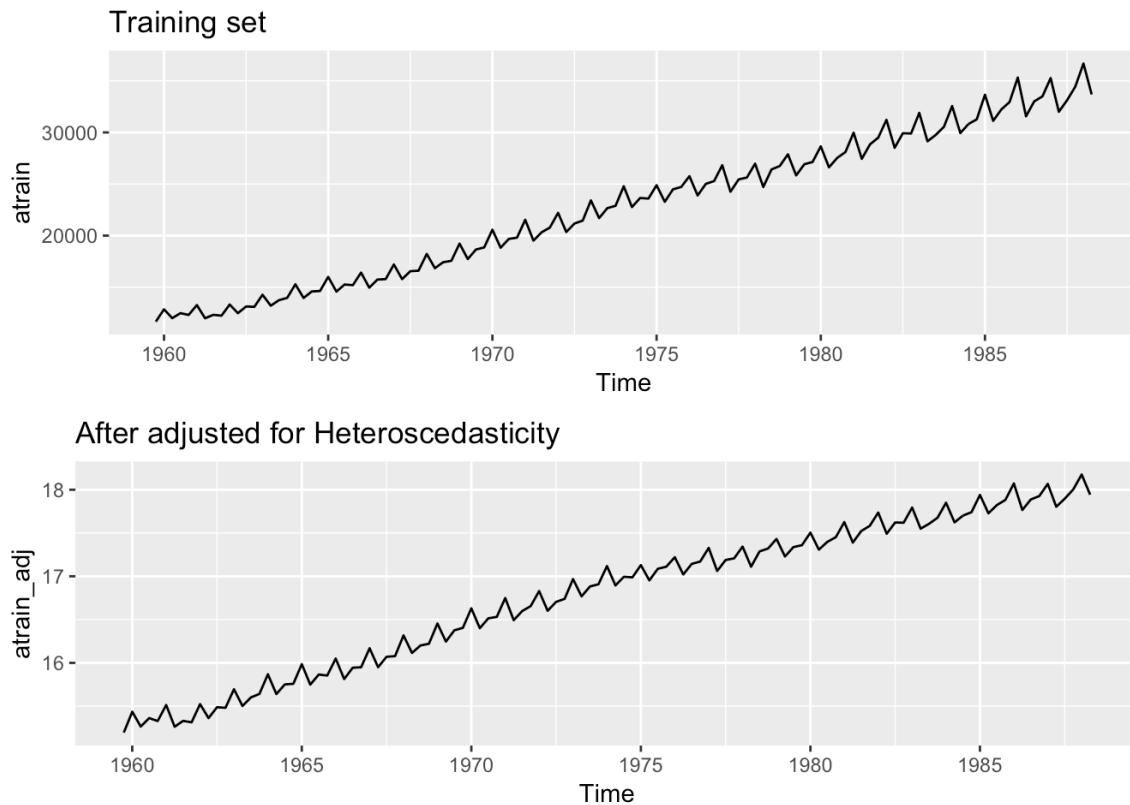 Training set
30000
20000
atrain
1960 1965 1970 1975 1980 1985
Time
After adjusted for Heteroscedasticity
18
17
16
atrain_adj
1960 1965 1970 1975 1980 1985
Time